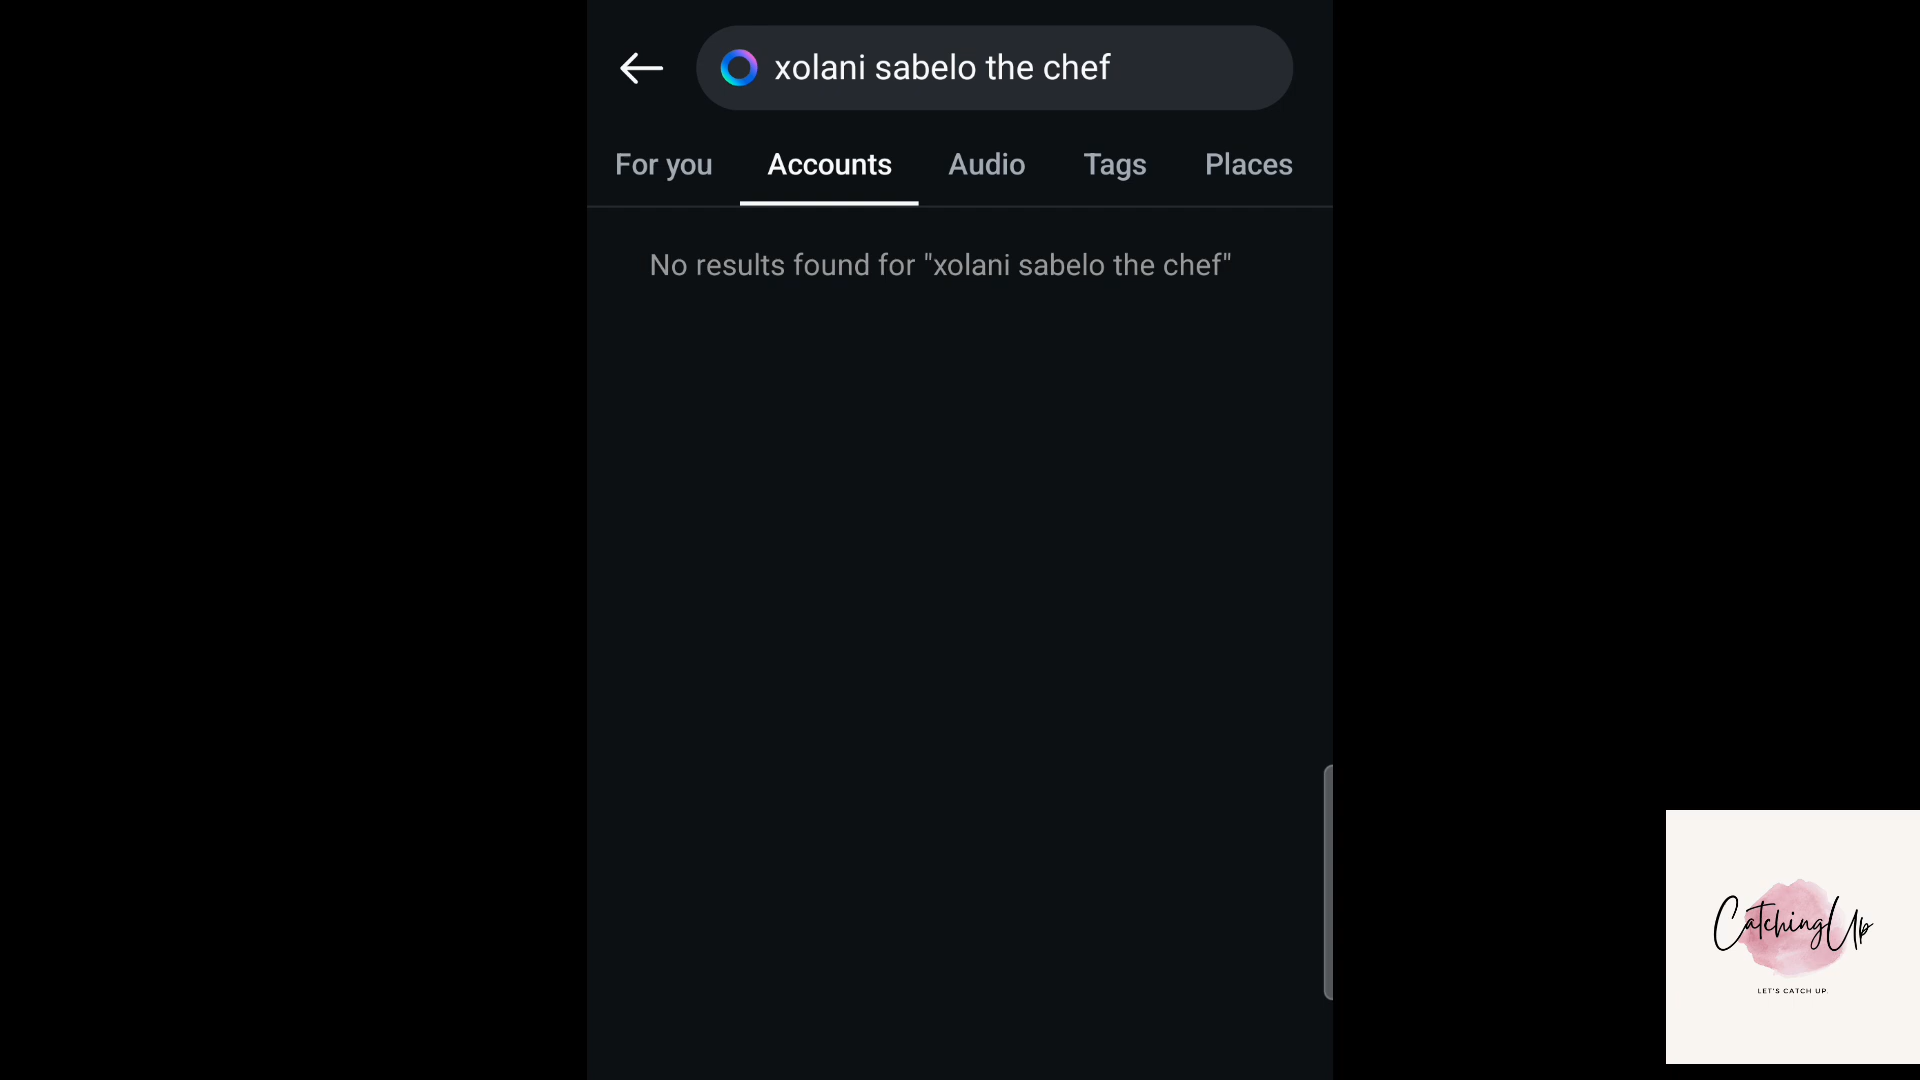 xolani sabelo the chef
For you Accounts Audio Tags Places
No results found for "xolani sabelo the chef"
CatchingUp
LET'S CATCH UP.